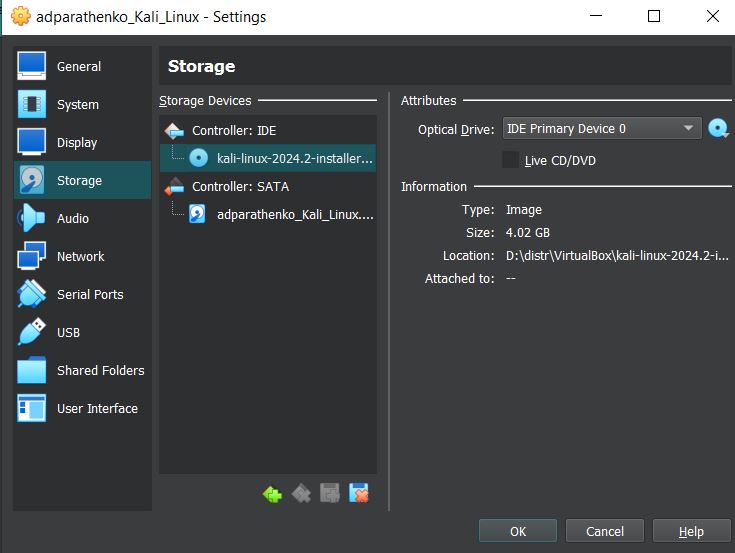 adparathenko_Kali_Linux - Settings
General
System
Display
Storage
Audio
Network
Serial Ports
USB
Shared Folders
User Interface
Storage
Storage Devices
Controller: IDE
kali-linux-2024.2-installer...
Controller: SATA
adparathenko_Kali_Linux....
Attributes
Optical Drive: IDE Primary Device 0
Live CD/DVD
Information
Type: Image
Size: 4.02 GB
Location: D:\distr\VirtualBox\kali-linux-2024.2-i...
Attached to: --
OK Cancel Help